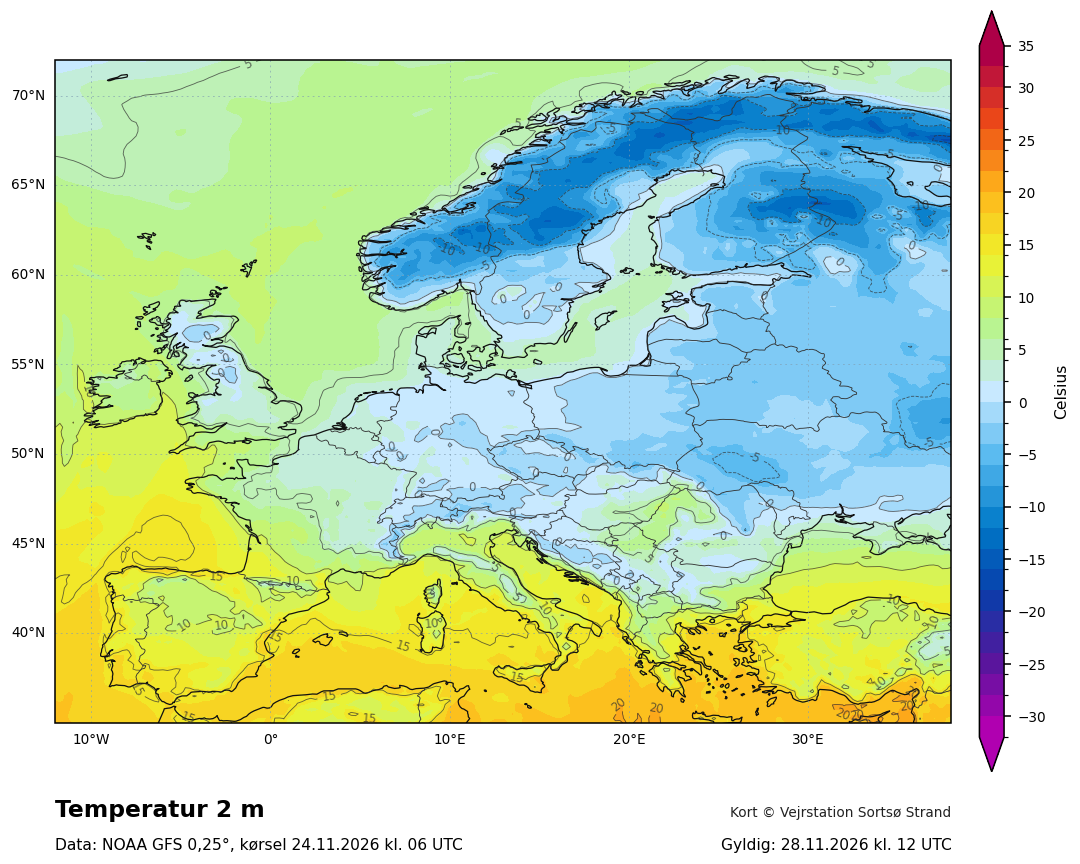 35
30
25
20
15
10
5
0
−5
−10
−15
−20
−25
−30
Celsius
70°N
65°N
60°N
55°N
50°N
45°N
40°N
10°W
0°
10°E
20°E
30°E
Temperatur 2 m
Kort © Vejrstation Sortsø Strand
Data: NOAA GFS 0,25°, kørsel 24.11.2026 kl. 06 UTC
Gyldig: 28.11.2026 kl. 12 UTC